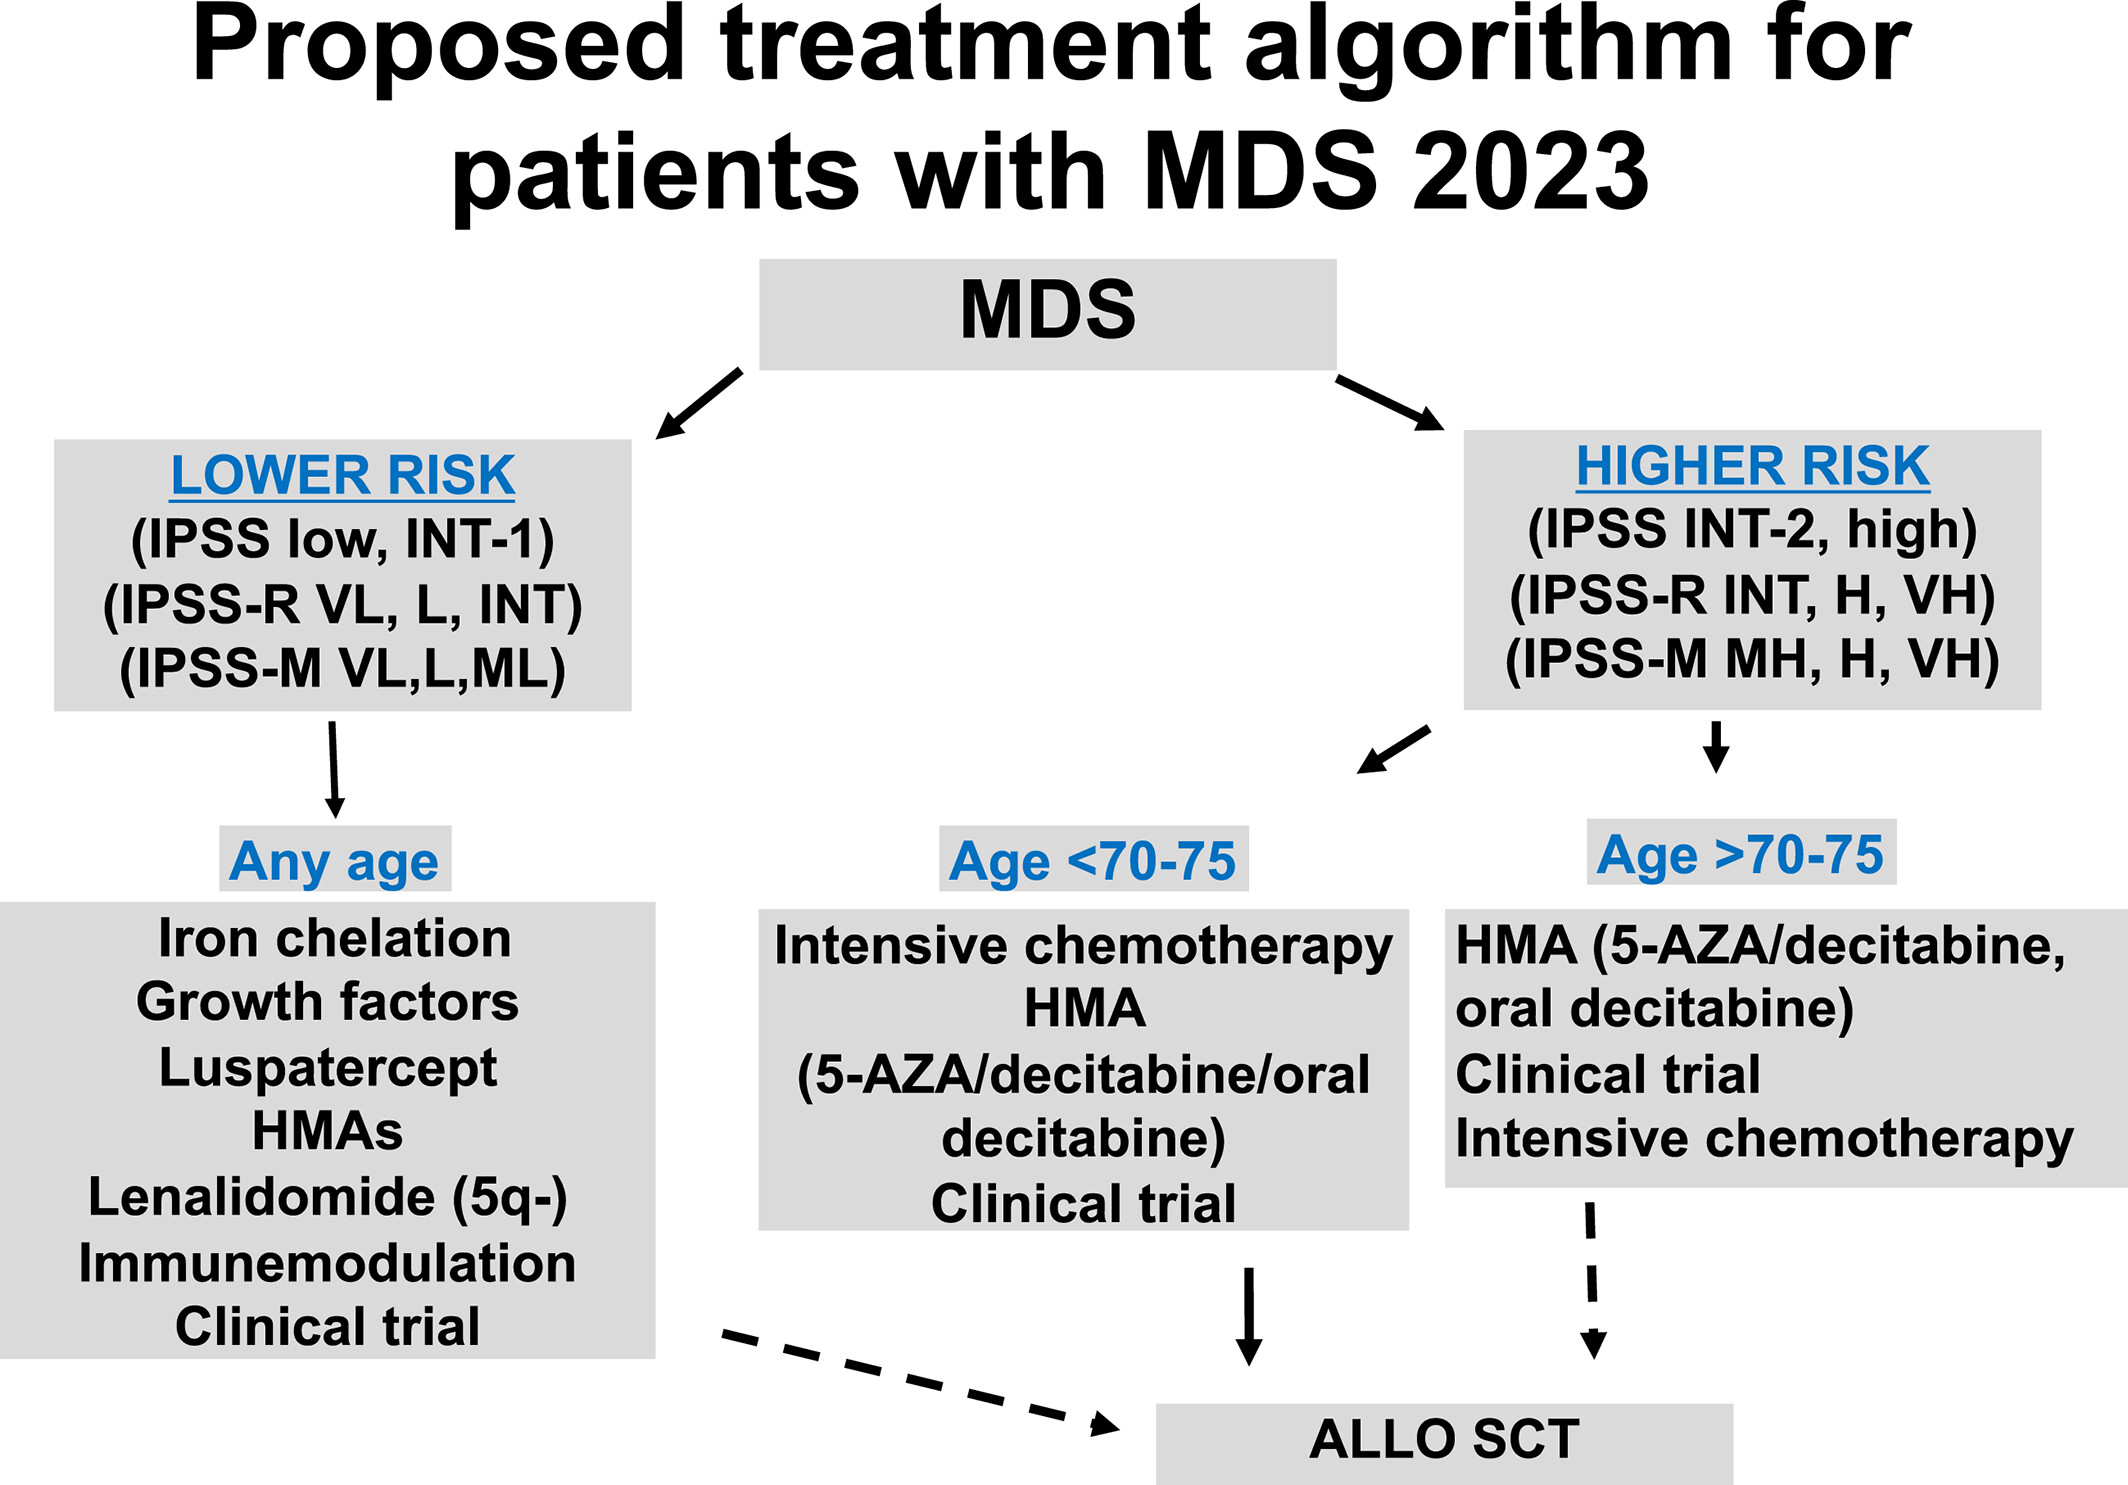 Proposed treatment algorithm for
patients with MDS 2023
MDS
LOWER RISK
(IPSS low, INT-1)
(IPSS-R VL, L, INT)
(IPSS-M VL,L,ML)
HIGHER RISK
(IPSS INT-2, high)
(IPSS-R INT, H, VH)
(IPSS-M MH, H, VH)
Any age
Iron chelation
Growth factors
Luspatercept
HMAs
Lenalidomide (5q-)
Immunemodulation
Clinical trial
Age <70-75
Intensive chemotherapy
HMA
(5-AZA/decitabine/oral
decitabine)
Clinical trial
Age >70-75
HMA (5-AZA/decitabine,
oral decitabine)
Clinical trial
Intensive chemotherapy
ALLO SCT